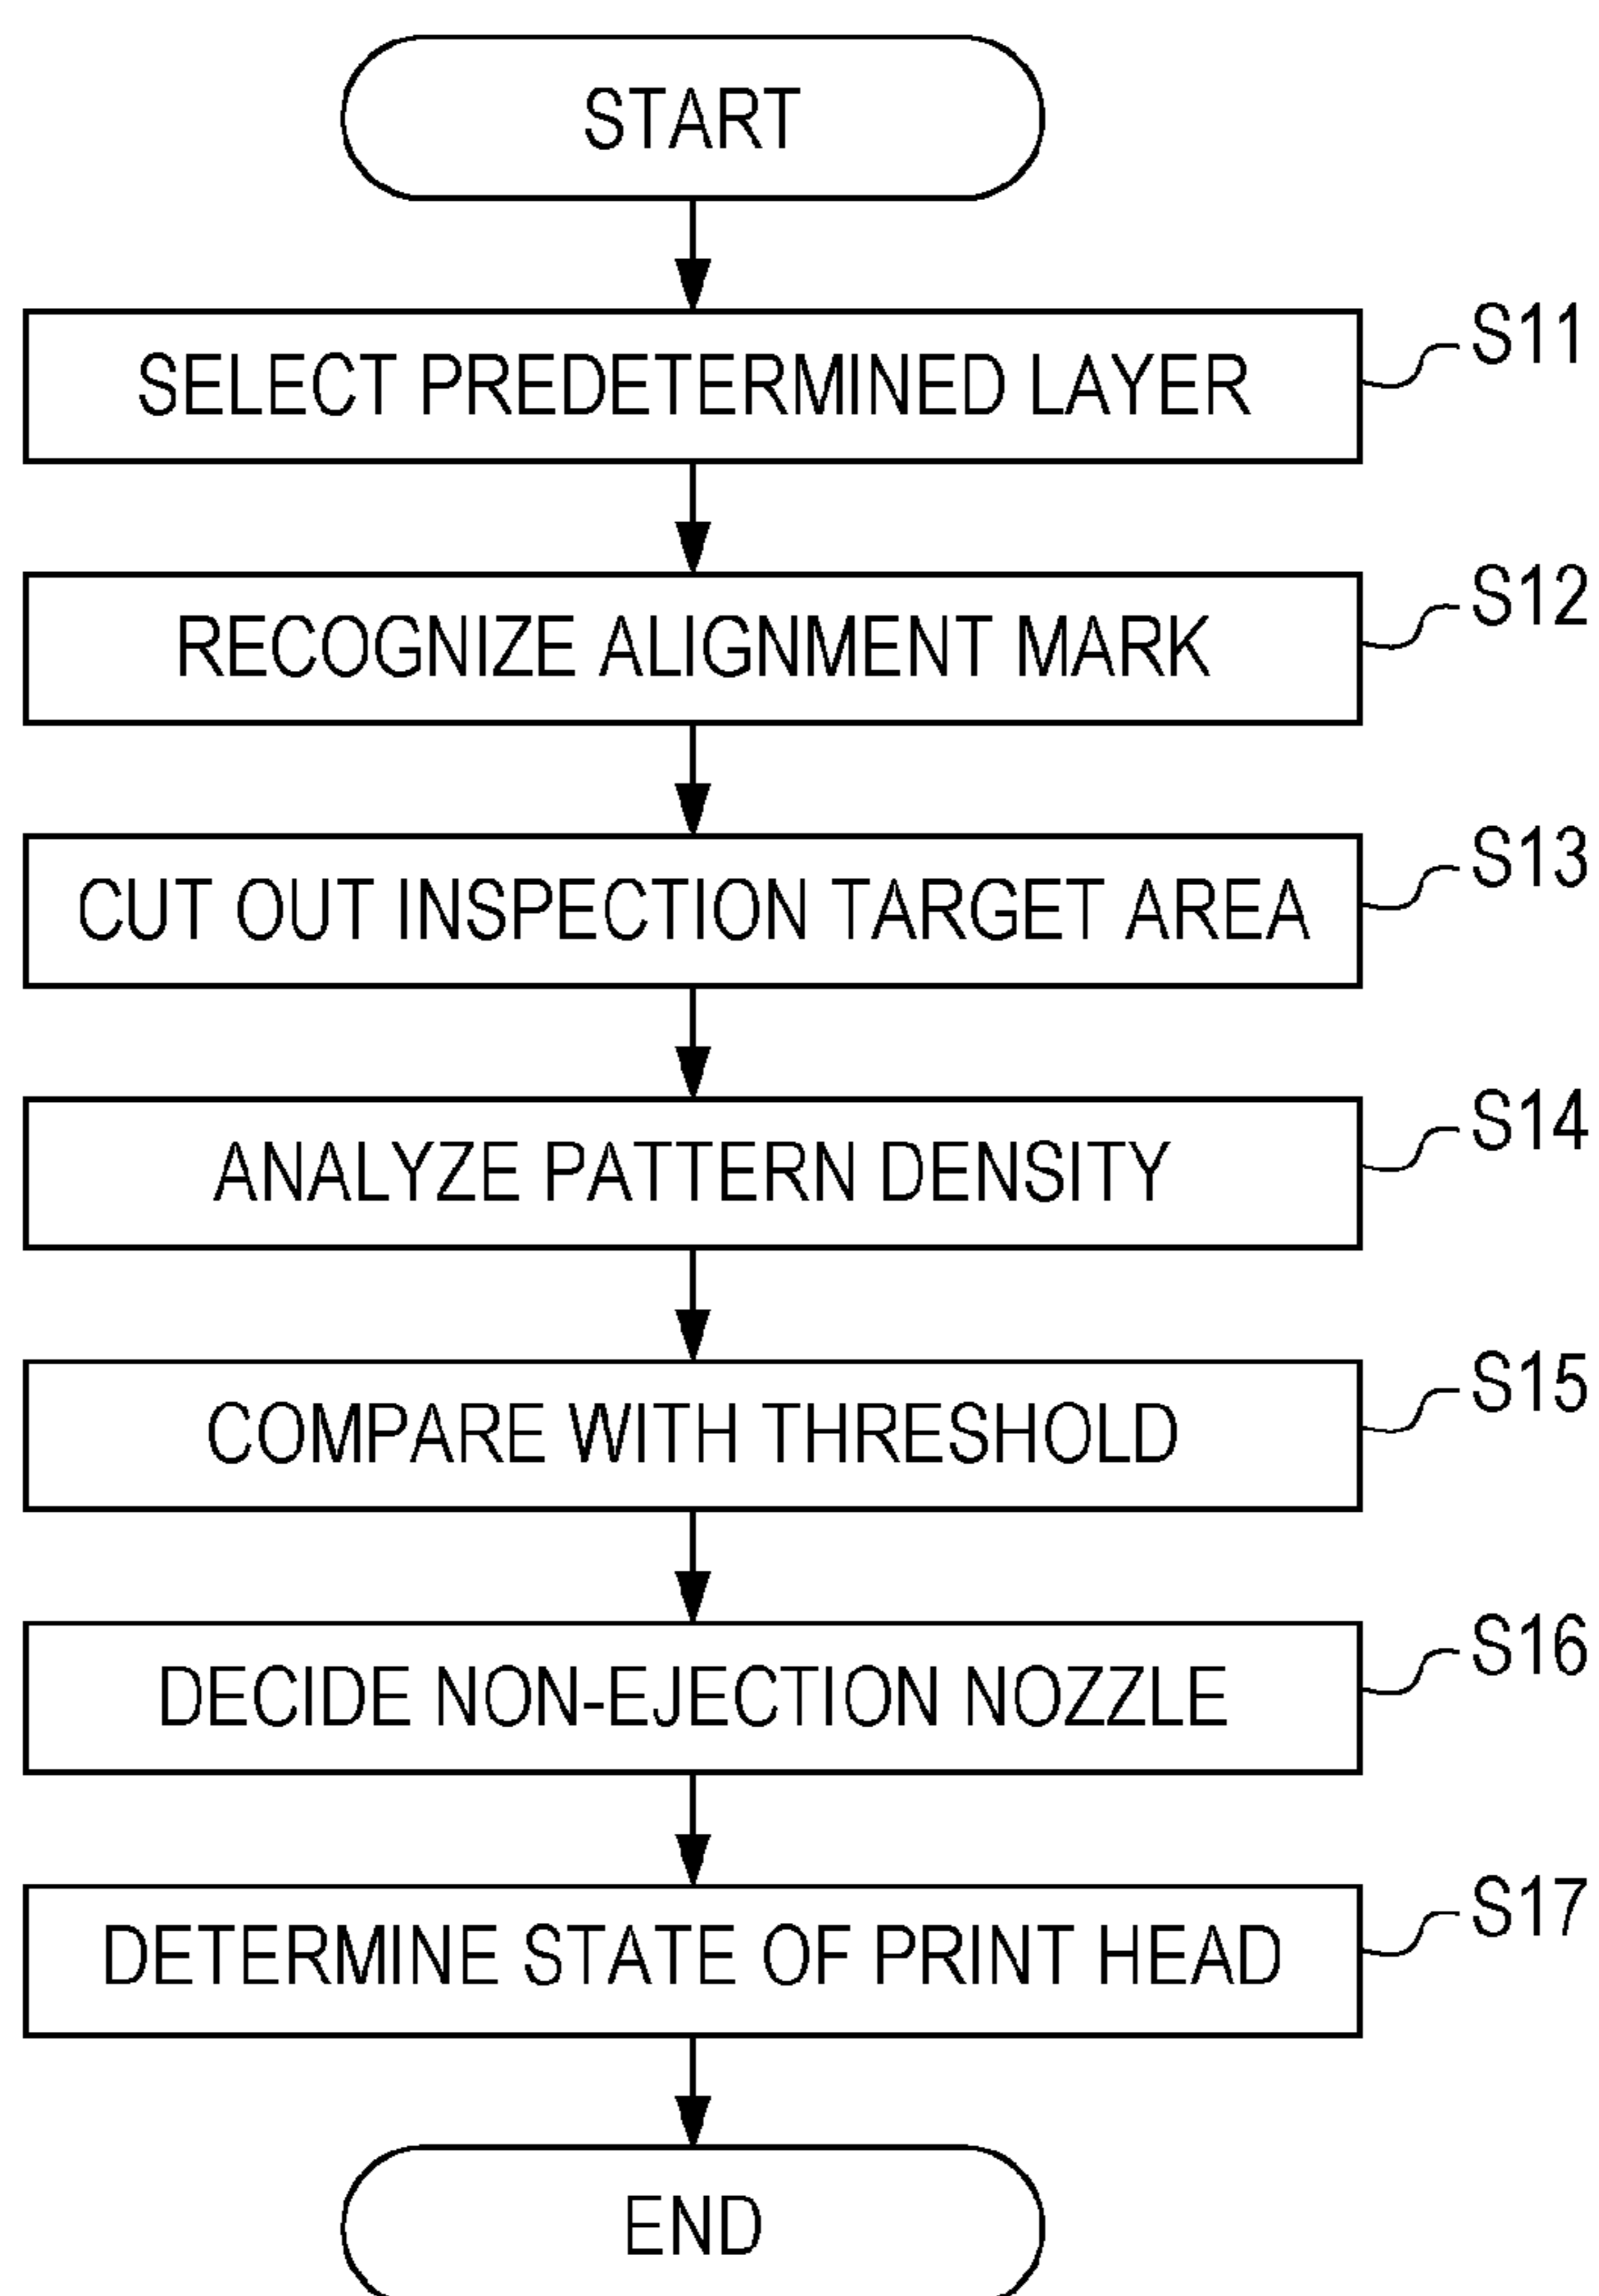 START
SELECT PREDETERMINED LAYER
S11
RECOGNIZE ALIGNMENT MARK
S12
CUT OUT INSPECTION TARGET AREA
S13
ANALYZE PATTERN DENSITY
S14
COMPARE WITH THRESHOLD
S15
DECIDE NON-EJECTION NOZZLE
S16
DETERMINE STATE OF PRINT HEAD
S17
END